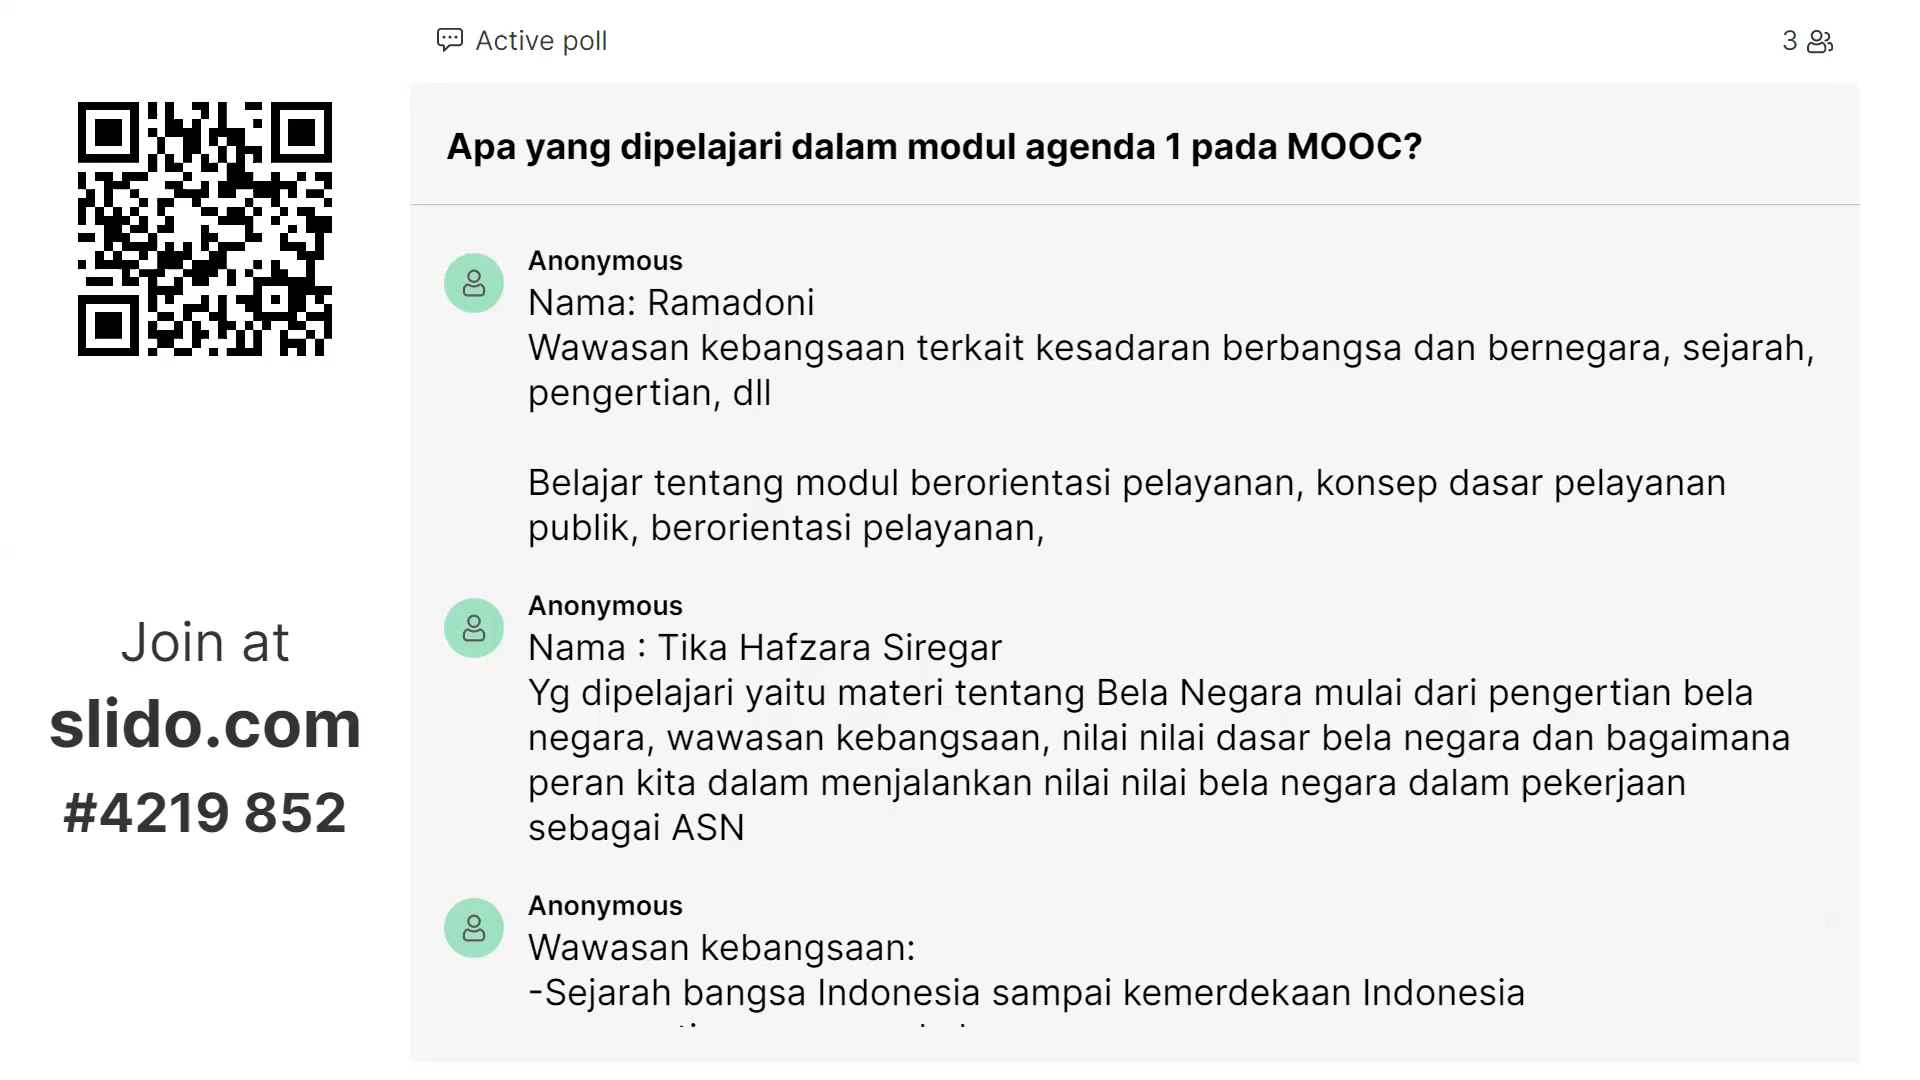 Active poll
3
Apa yang dipelajari dalam modul agenda 1 pada MOOC?
Anonymous
Nama: Ramadoni
Wawasan kebangsaan terkait kesadaran berbangsa dan bernegara, sejarah,
pengertian, dll
Belajar tentang modul berorientasi pelayanan, konsep dasar pelayanan
publik, berorientasi pelayanan,
Anonymous
Nama : Tika Hafzara Siregar
Yg dipelajari yaitu materi tentang Bela Negara mulai dari pengertian bela
negara, wawasan kebangsaan, nilai nilai dasar bela negara dan bagaimana
peran kita dalam menjalankan nilai nilai bela negara dalam pekerjaan
sebagai ASN
Anonymous
Wawasan kebangsaan:
-Sejarah bangsa Indonesia sampai kemerdekaan Indonesia
Join at
slido.com
#4219 852